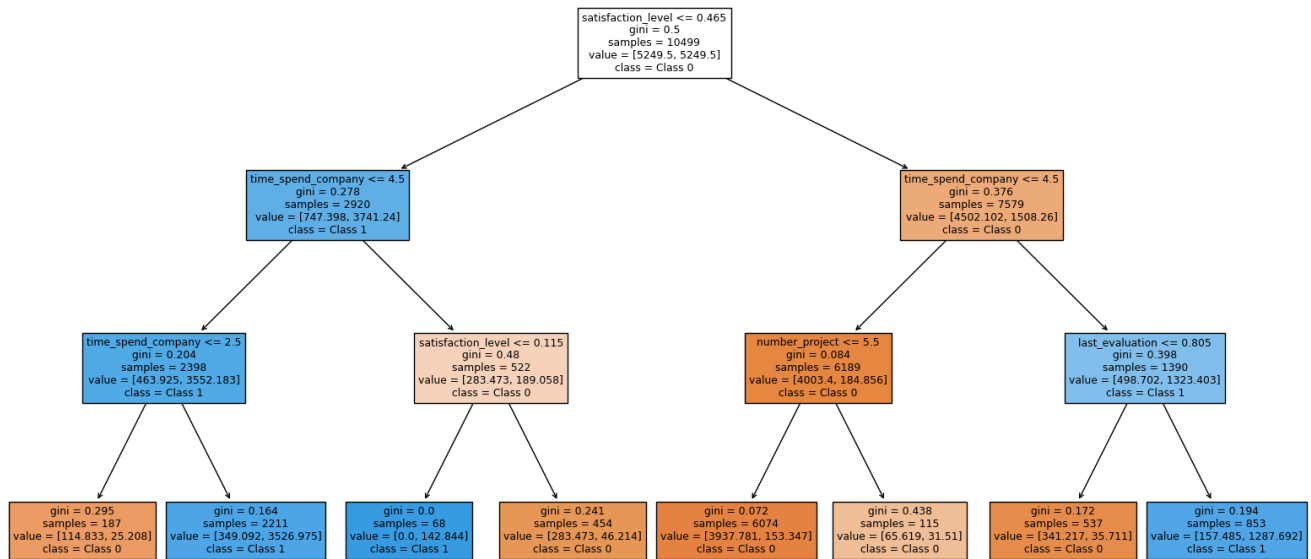 satisfaction_level <= 0.465
gini = 0.5
samples = 10499
value = [5249.5, 5249.5]
class = Class 0
time_spend_company <= 4.5
gini = 0.278
samples = 2920
value = [747.398, 3741.24]
class = Class 1
time_spend_company <= 4.5
gini = 0.376
samples = 7579
value = [4502.102, 1508.26]
class = Class 0
time_spend_company <= 2.5
gini = 0.204
samples = 2398
value = [463.925, 3552.183]
class = Class 1
satisfaction_level <= 0.115
gini = 0.48
samples = 522
value = [283.473, 189.058]
class = Class 0
number_project <= 5.5
gini = 0.084
samples = 6189
value = [4003.4, 184.856]
class = Class 0
last_evaluation <= 0.805
gini = 0.398
samples = 1390
value = [498.702, 1323.403]
class = Class 1
gini = 0.295
samples = 187
value = [114.833, 25.208]
class = Class 0
gini = 0.164
samples = 2211
value = [349.092, 3526.975]
class = Class 1
gini = 0.0
samples = 68
value = [0.0, 142.844]
class = Class 1
gini = 0.241
samples = 454
value = [283.473, 46.214]
class = Class 0
gini = 0.072
samples = 6074
value = [3937.781, 153.347]
class = Class 0
gini = 0.438
samples = 115
value = [65.619, 31.51]
class = Class 0
gini = 0.172
samples = 537
value = [341.217, 35.711]
class = Class 0
gini = 0.194
samples = 853
value = [157.485, 1287.692]
class = Class 1